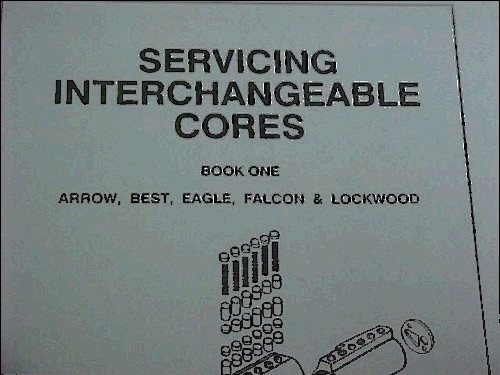 SERVICING
INTERCHANGEABLE
CORES
BOOK ONE
ARROW, BEST, EAGLE, FALCON & LOCKWOOD